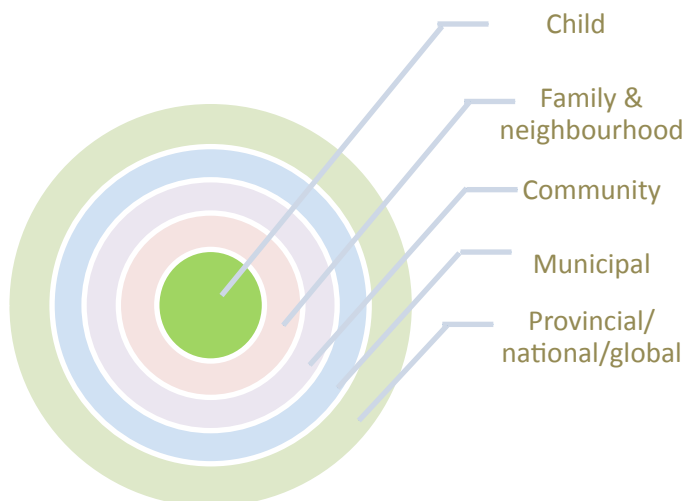 Child
Family &
neighbourhood
Community
Municipal
Provincial/
national/global